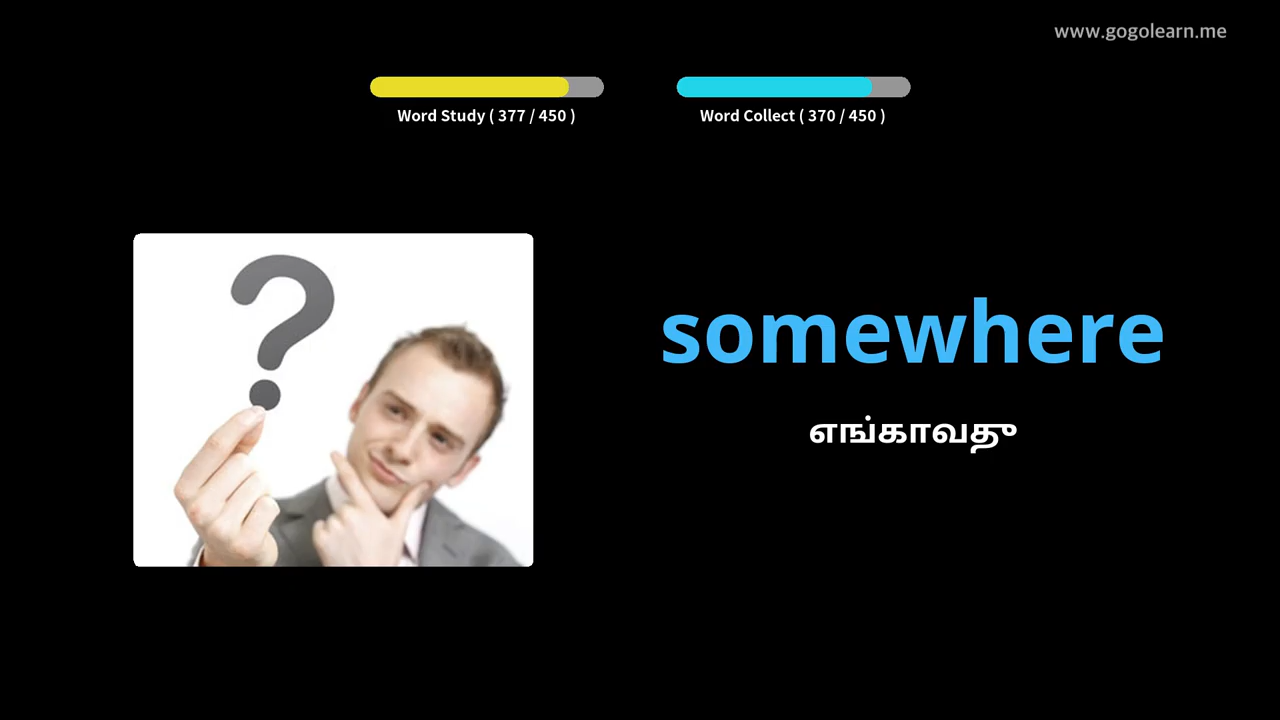 www.gogolearn.me
Word Study ( 377 / 450 )
Word Collect ( 370 / 450 )
?
somewhere
எங்காவது